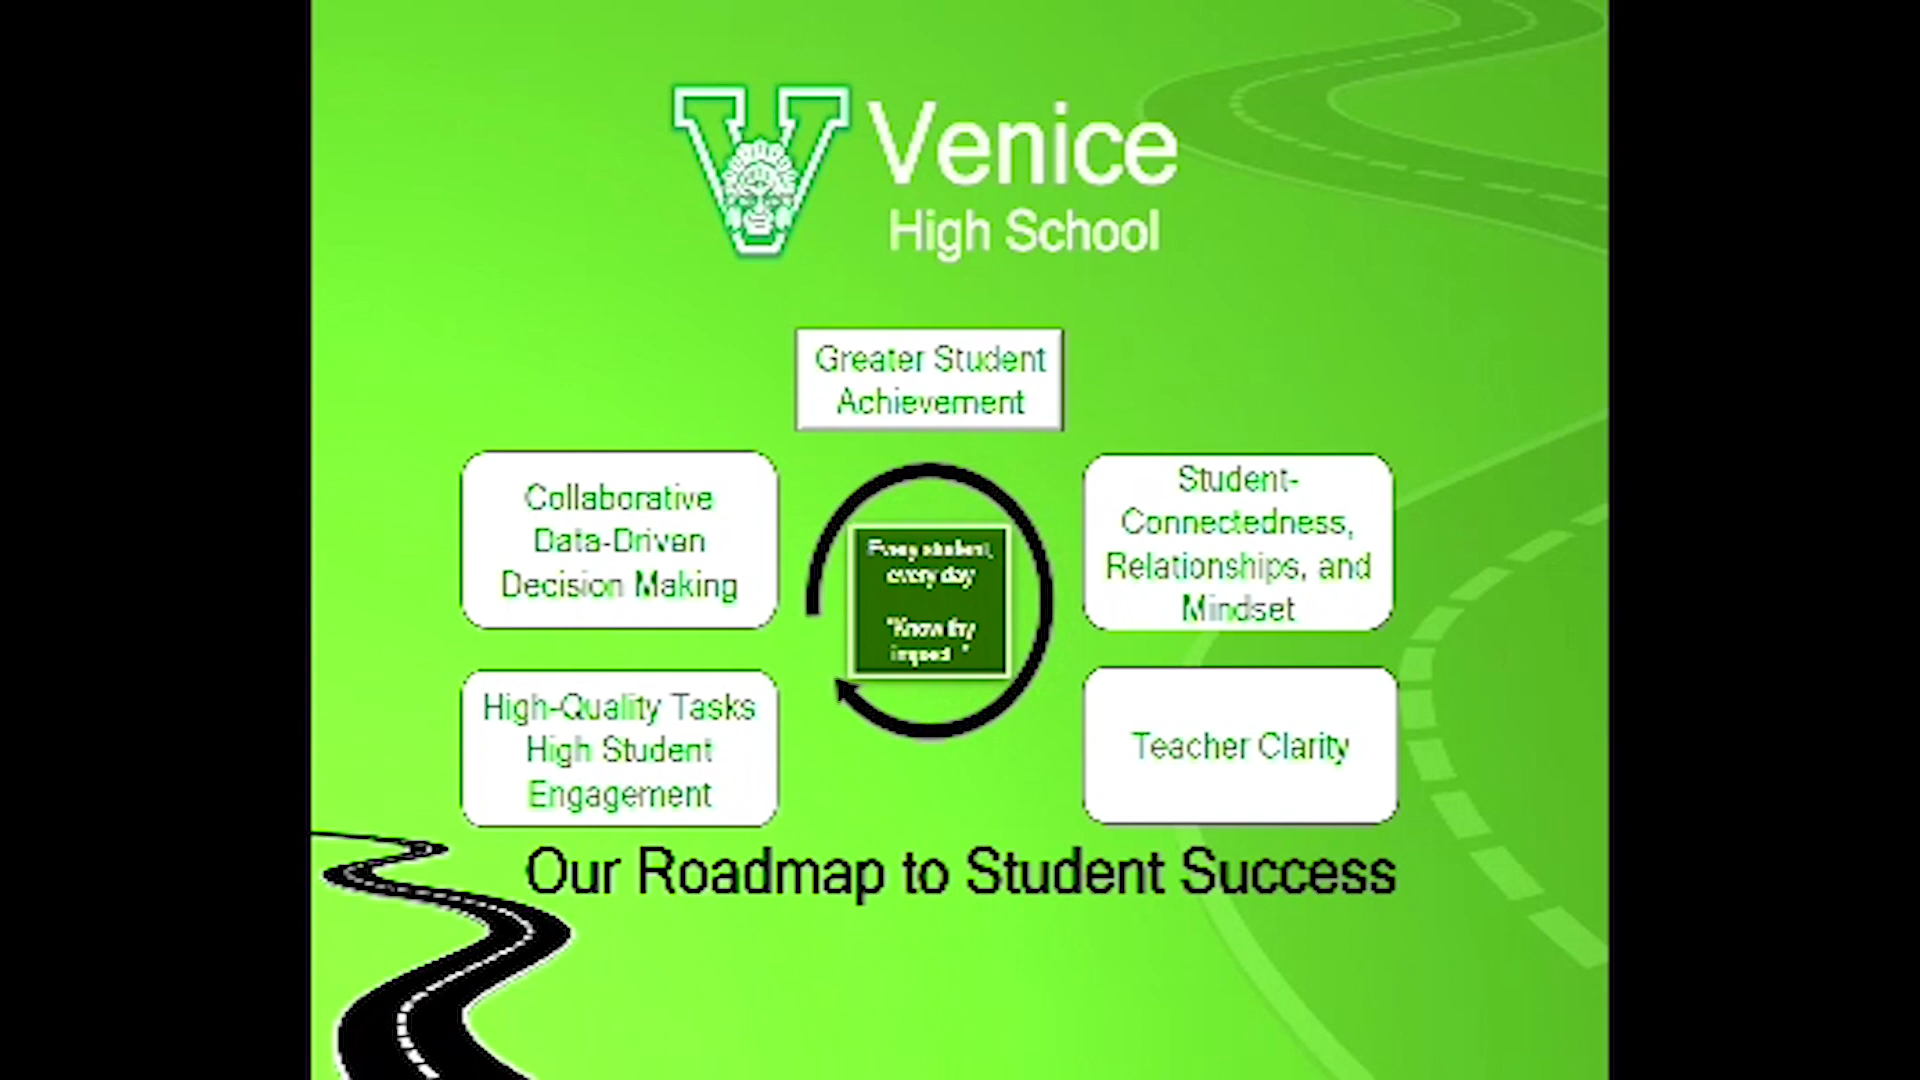 Venice
High School
Greater Student
Achievement
Collaborative
Data-Driven
Decision Making
Student-
Connectedness,
Relationships, and
Mindset
Every student,
every day
"Know thy
impact "
High-Quality Tasks
High Student
Engagement
Teacher Clarity
Our Roadmap to Student Success